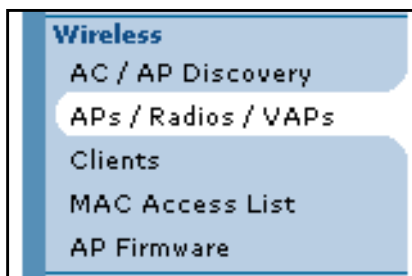 Wireless
AC / AP Discovery
APs / Radios / VAPs
Clients
MAC Access List
AP Firmware